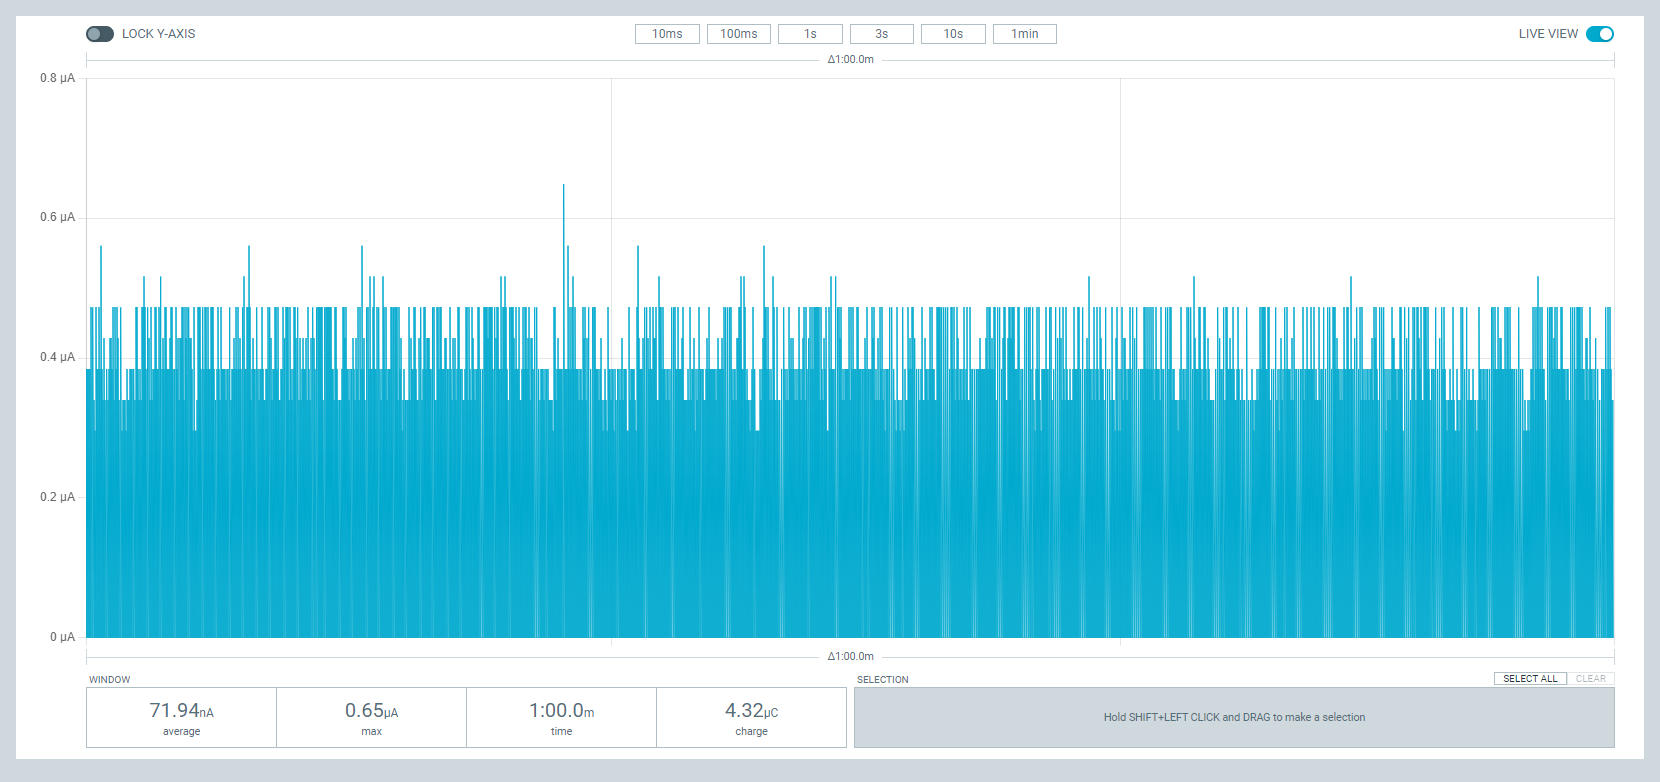 LOCK Y-AXIS
10ms 100ms 1s 3s 10s 1min
LIVE VIEW
Δ1:00.0m
0.8 µA
0.6 µA
0.4 µA
0.2 µA
0 µA
Δ1:00.0m
WINDOW
71.94nA
average
0.65µA
max
1:00.0m
time
4.32µC
charge
SELECTION
SELECT ALL CLEAR
Hold SHIFT+LEFT CLICK and DRAG to make a selection